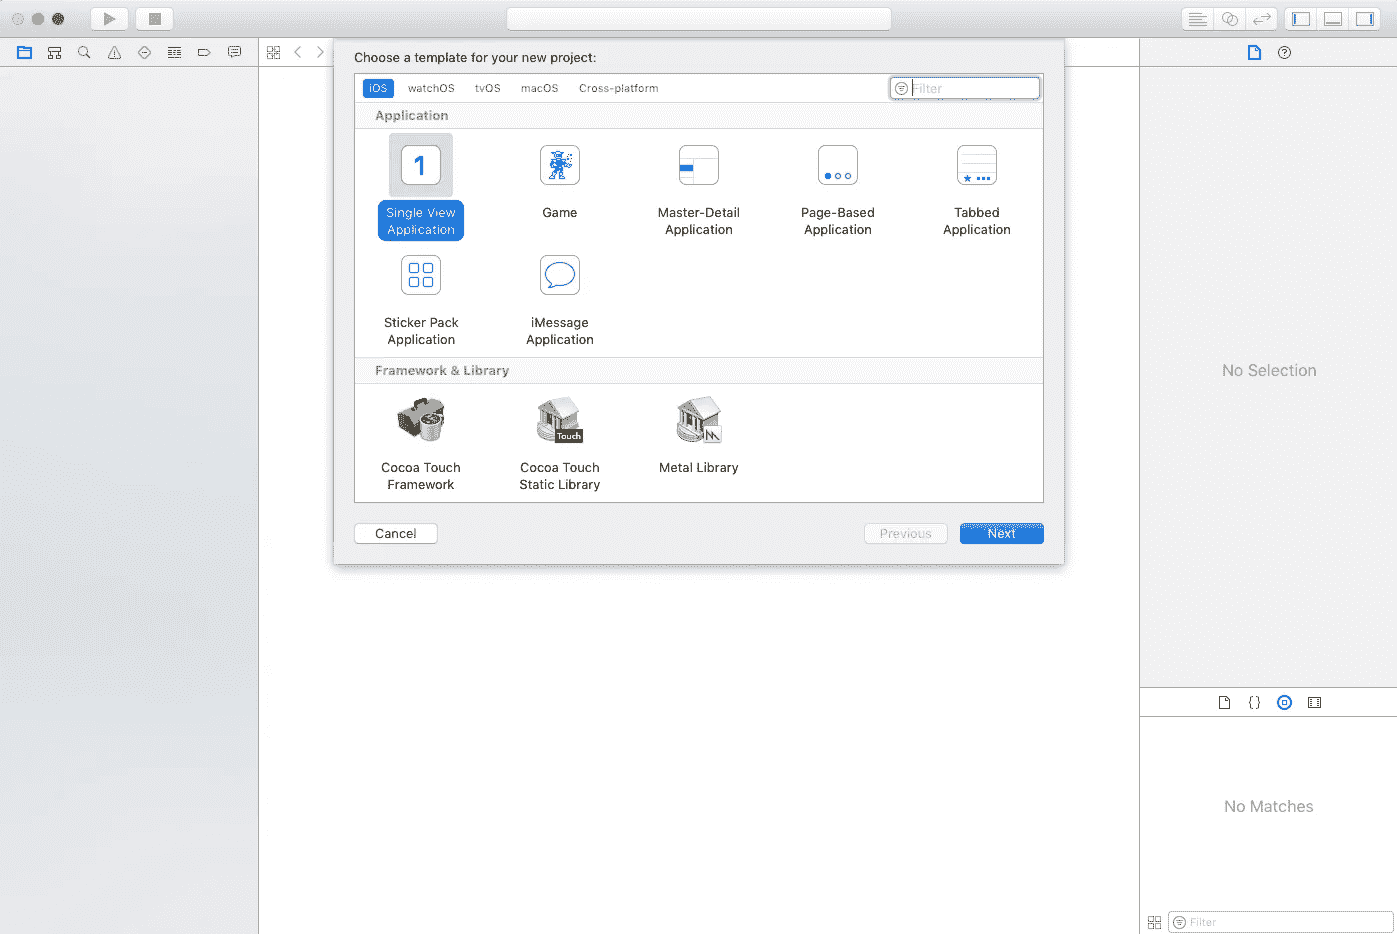 Choose a template for your new project:
iOS watchOS tvOS macOS Cross-platform Filter
Application
1
Single View Application
Game
Master-Detail Application
Page-Based Application
Tabbed Application
Sticker Pack Application
iMessage Application
Framework & Library
Cocoa Touch Framework
Touch
Cocoa Touch Static Library
Metal Library
Cancel Previous Next
No Selection
{}
No Matches
Filter